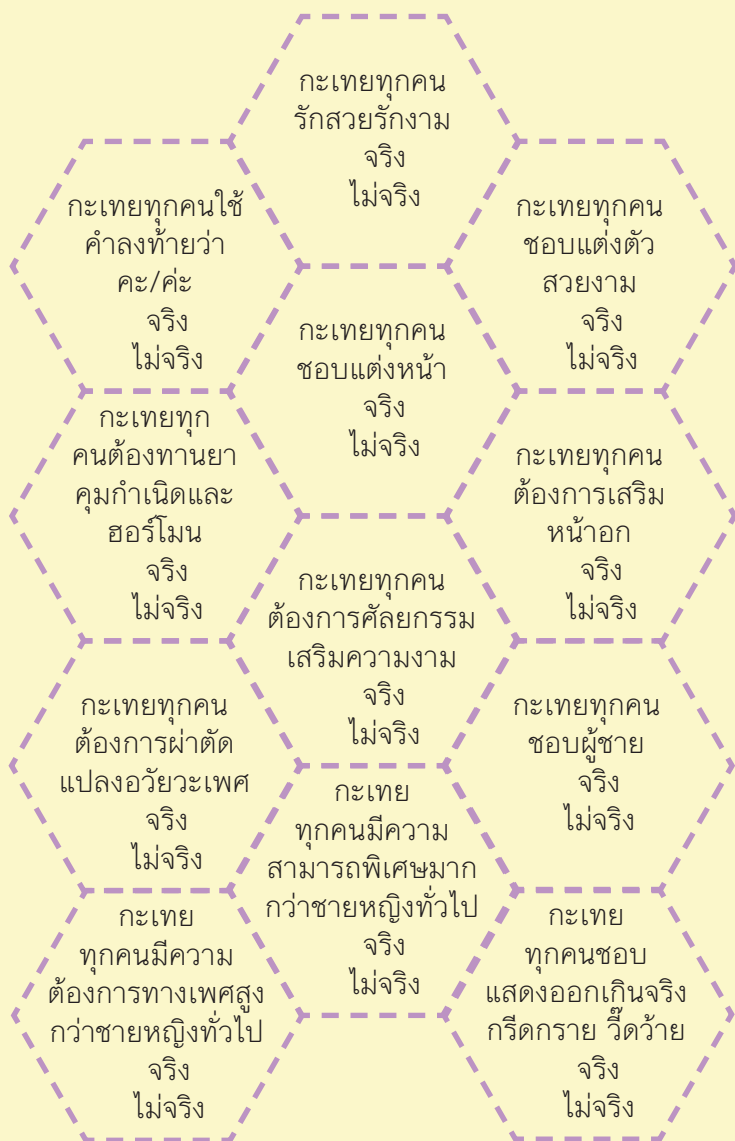 กะเทยทุกคน
รักสวยรักงาม
จริง
ไม่จริง
กะเทยทุกคนใช้
คำลงท้ายว่า
คะ/ค่ะ
จริง
ไม่จริง
กะเทยทุกคน
ชอบแต่งตัว
สวยงาม
จริง
ไม่จริง
กะเทยทุกคน
ชอบแต่งหน้า
จริง
ไม่จริง
กะเทยทุก
คนต้องทานยา
คุมกำเนิดและ
ฮอร์โมน
จริง
ไม่จริง
กะเทยทุกคน
ต้องการเสริม
หน้าอก
จริง
ไม่จริง
กะเทยทุกคน
ต้องการศัลยกรรม
เสริมความงาม
จริง
ไม่จริง
กะเทยทุกคน
ต้องการผ่าตัด
แปลงอวัยวะเพศ
จริง
ไม่จริง
กะเทยทุกคน
ชอบผู้ชาย
จริง
ไม่จริง
กะเทย
ทุกคนมีความ
สามารถพิเศษมาก
กว่าชายหญิงทั่วไป
จริง
ไม่จริง
กะเทย
ทุกคนมีความ
ต้องการทางเพศสูง
กว่าชายหญิงทั่วไป
จริง
ไม่จริง
กะเทย
ทุกคนชอบ
แสดงออกเกินจริง
กรีดกราย วี๊ดว้าย
จริง
ไม่จริง